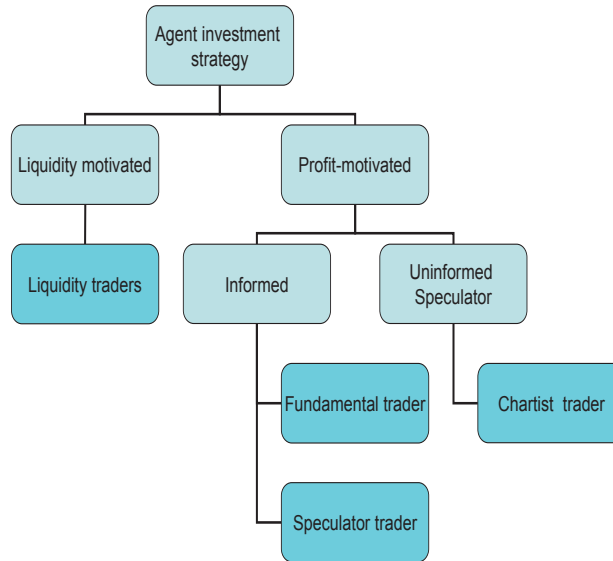 Agent investment
strategy
Liquidity motivated
Profit-motivated
Liquidity traders
Informed
Uninformed
Speculator
Fundamental trader
Chartist trader
Speculator trader